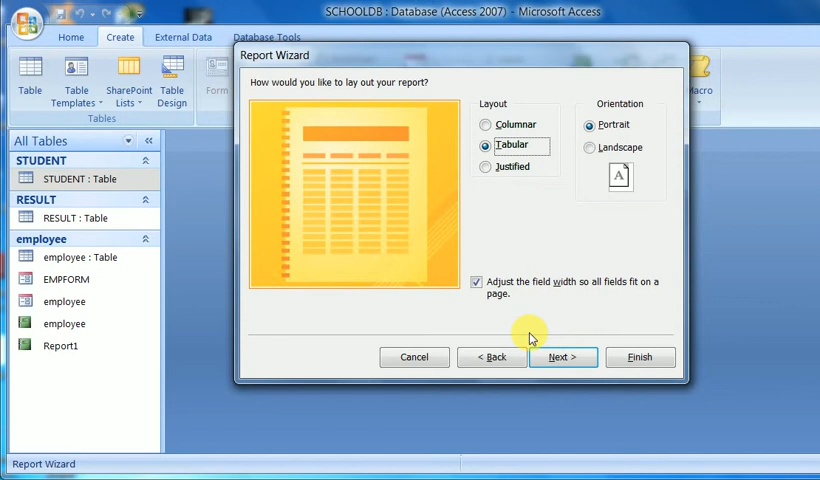 SCHOOLDB : Database (Access 2007) - Microsoft Access
Home Create External Data Database Tools
Table
Table
Templates
SharePoint
Lists
Table
Design
Form
Macro
Tables
All Tables
STUDENT
STUDENT : Table
RESULT
RESULT : Table
employee
employee : Table
EMPFORM
employee
employee
Report1
Report Wizard
How would you like to lay out your report?
Layout
Columnar
Tabular
Justified
Orientation
Portrait
Landscape
A
Adjust the field width so all fields fit on a
page.
Cancel < Back Next > Finish
Report Wizard